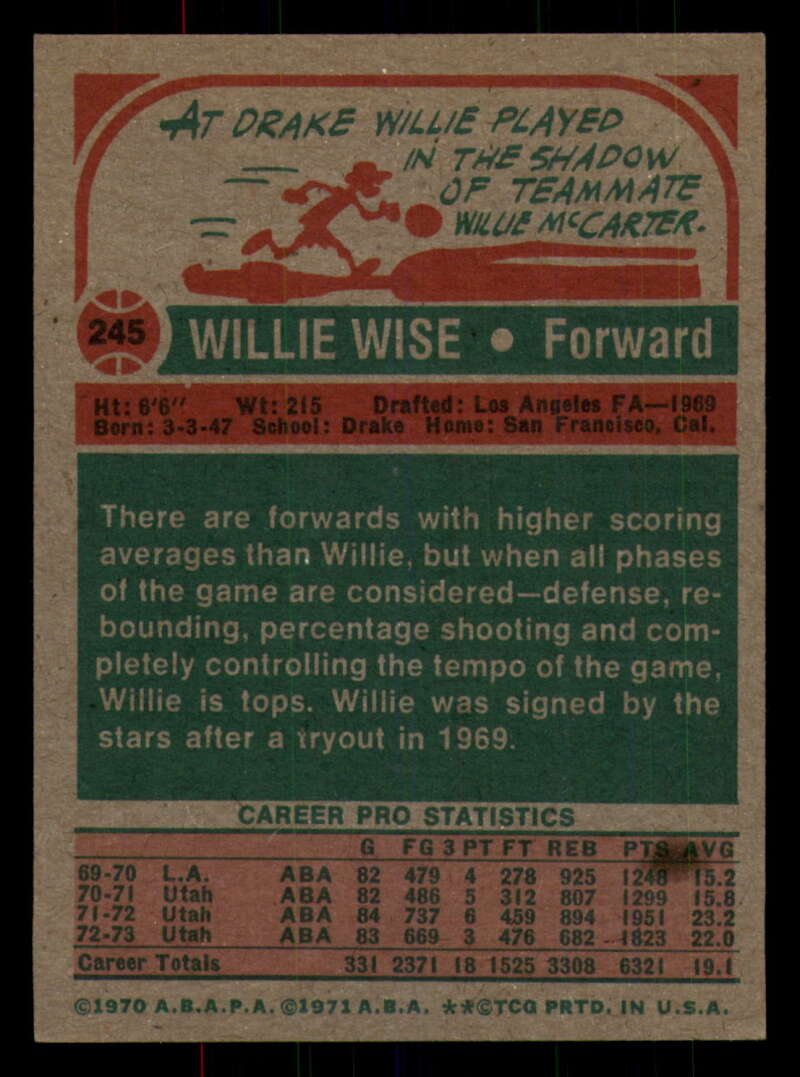 AT DRAKE WILLIE PLAYED
IN THE SHADOW
OF TEAMMATE
WILLIE McCARTER.
245 WILLIE WISE • Forward
Ht: 6'6" Wt: 215 Drafted: Los Angeles FA—1969
Born: 3-3-47 School: Drake Home: San Francisco, Cal.
There are forwards with higher scoring
averages than Willie, but when all phases
of the game are considered—defense, re-
bounding, percentage shooting and com-
pletely controlling the tempo of the game,
Willie is tops. Willie was signed by the
stars after a tryout in 1969.
CAREER PRO STATISTICS
G FG 3 PT FT REB PTS AVG
69-70 L.A. ABA 82 479 4 278 925 1248 15.2
70-71 Utah ABA 82 486 5 312 807 1299 15.8
71-72 Utah ABA 84 737 6 459 894 1951 23.2
72-73 Utah ABA 83 669 3 476 682 1823 22.0
Career Totals 331 2371 18 1525 3308 6321 19.1
©1970 A.B.A.P.A. ©1971 A.B.A. **©TCG PRTD. IN U.S.A.